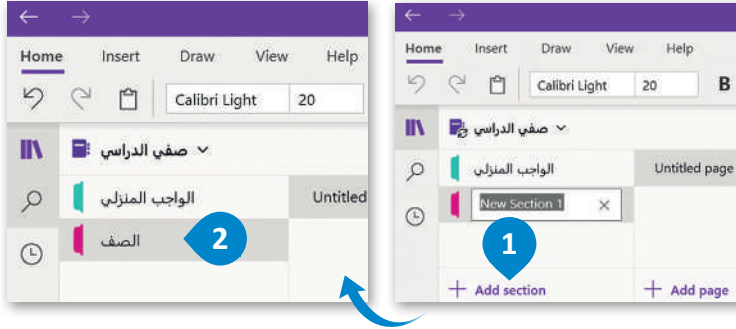 Home Insert Draw View Help
Calibri Light 20
صفي الدراسي
الواجب المنزلي
Untitled
الصف
2
Home Insert Draw View Help
Calibri Light 20 B
صفي الدراسي
الواجب المنزلي
Untitled page
New Section 1
1
Add section
Add page